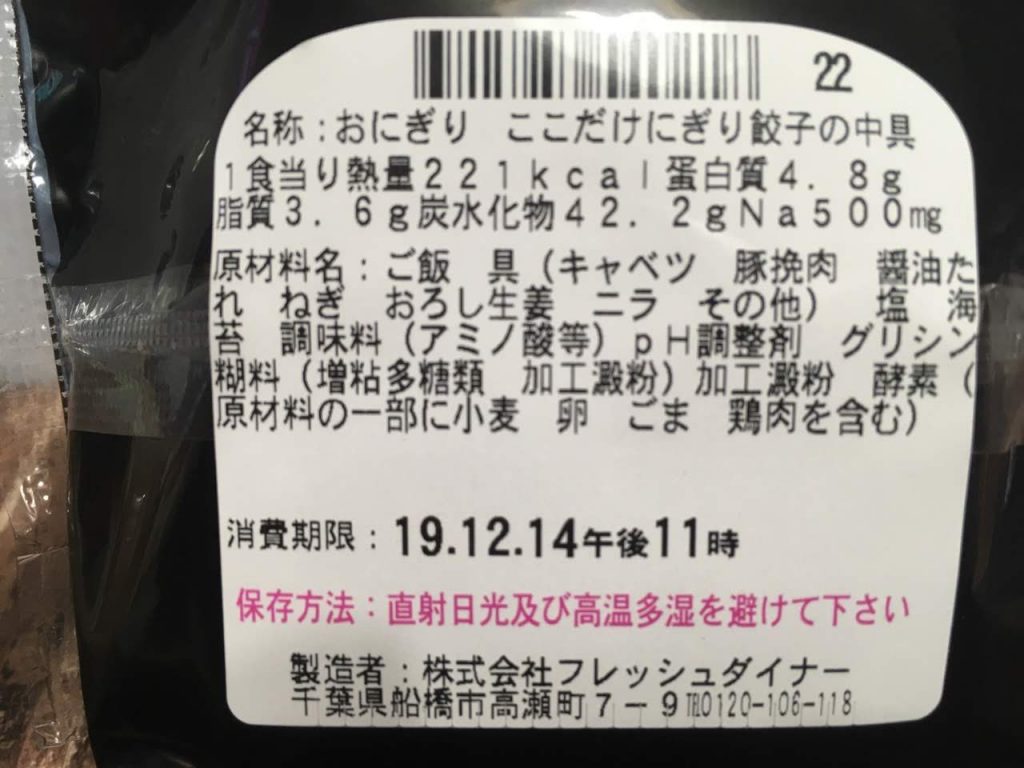 22
名称:おにぎり ここだけにぎり餃子の中具
1食当り熱量221kcal蛋白質4.8g
脂質3.6g炭水化物42.2gNa500mg
原材料名:ご飯 具(キャベツ 豚挽肉 醤油た
れ ねぎ おろし生姜 ニラ その他) 塩 海
苔 調味料(アミノ酸等)pH調整剤 グリシン
糊料(増粘多糖類 加工澱粉)加工澱粉 酵素(
原材料の一部に小麦 卵 ごま 鶏肉を含む)
消費期限:19.12.14午後11時
保存方法:直射日光及び高温多湿を避けて下さい
製造者:株式会社フレッシュダイナー
千葉県船橋市高瀬町7-9℡0120-106-118